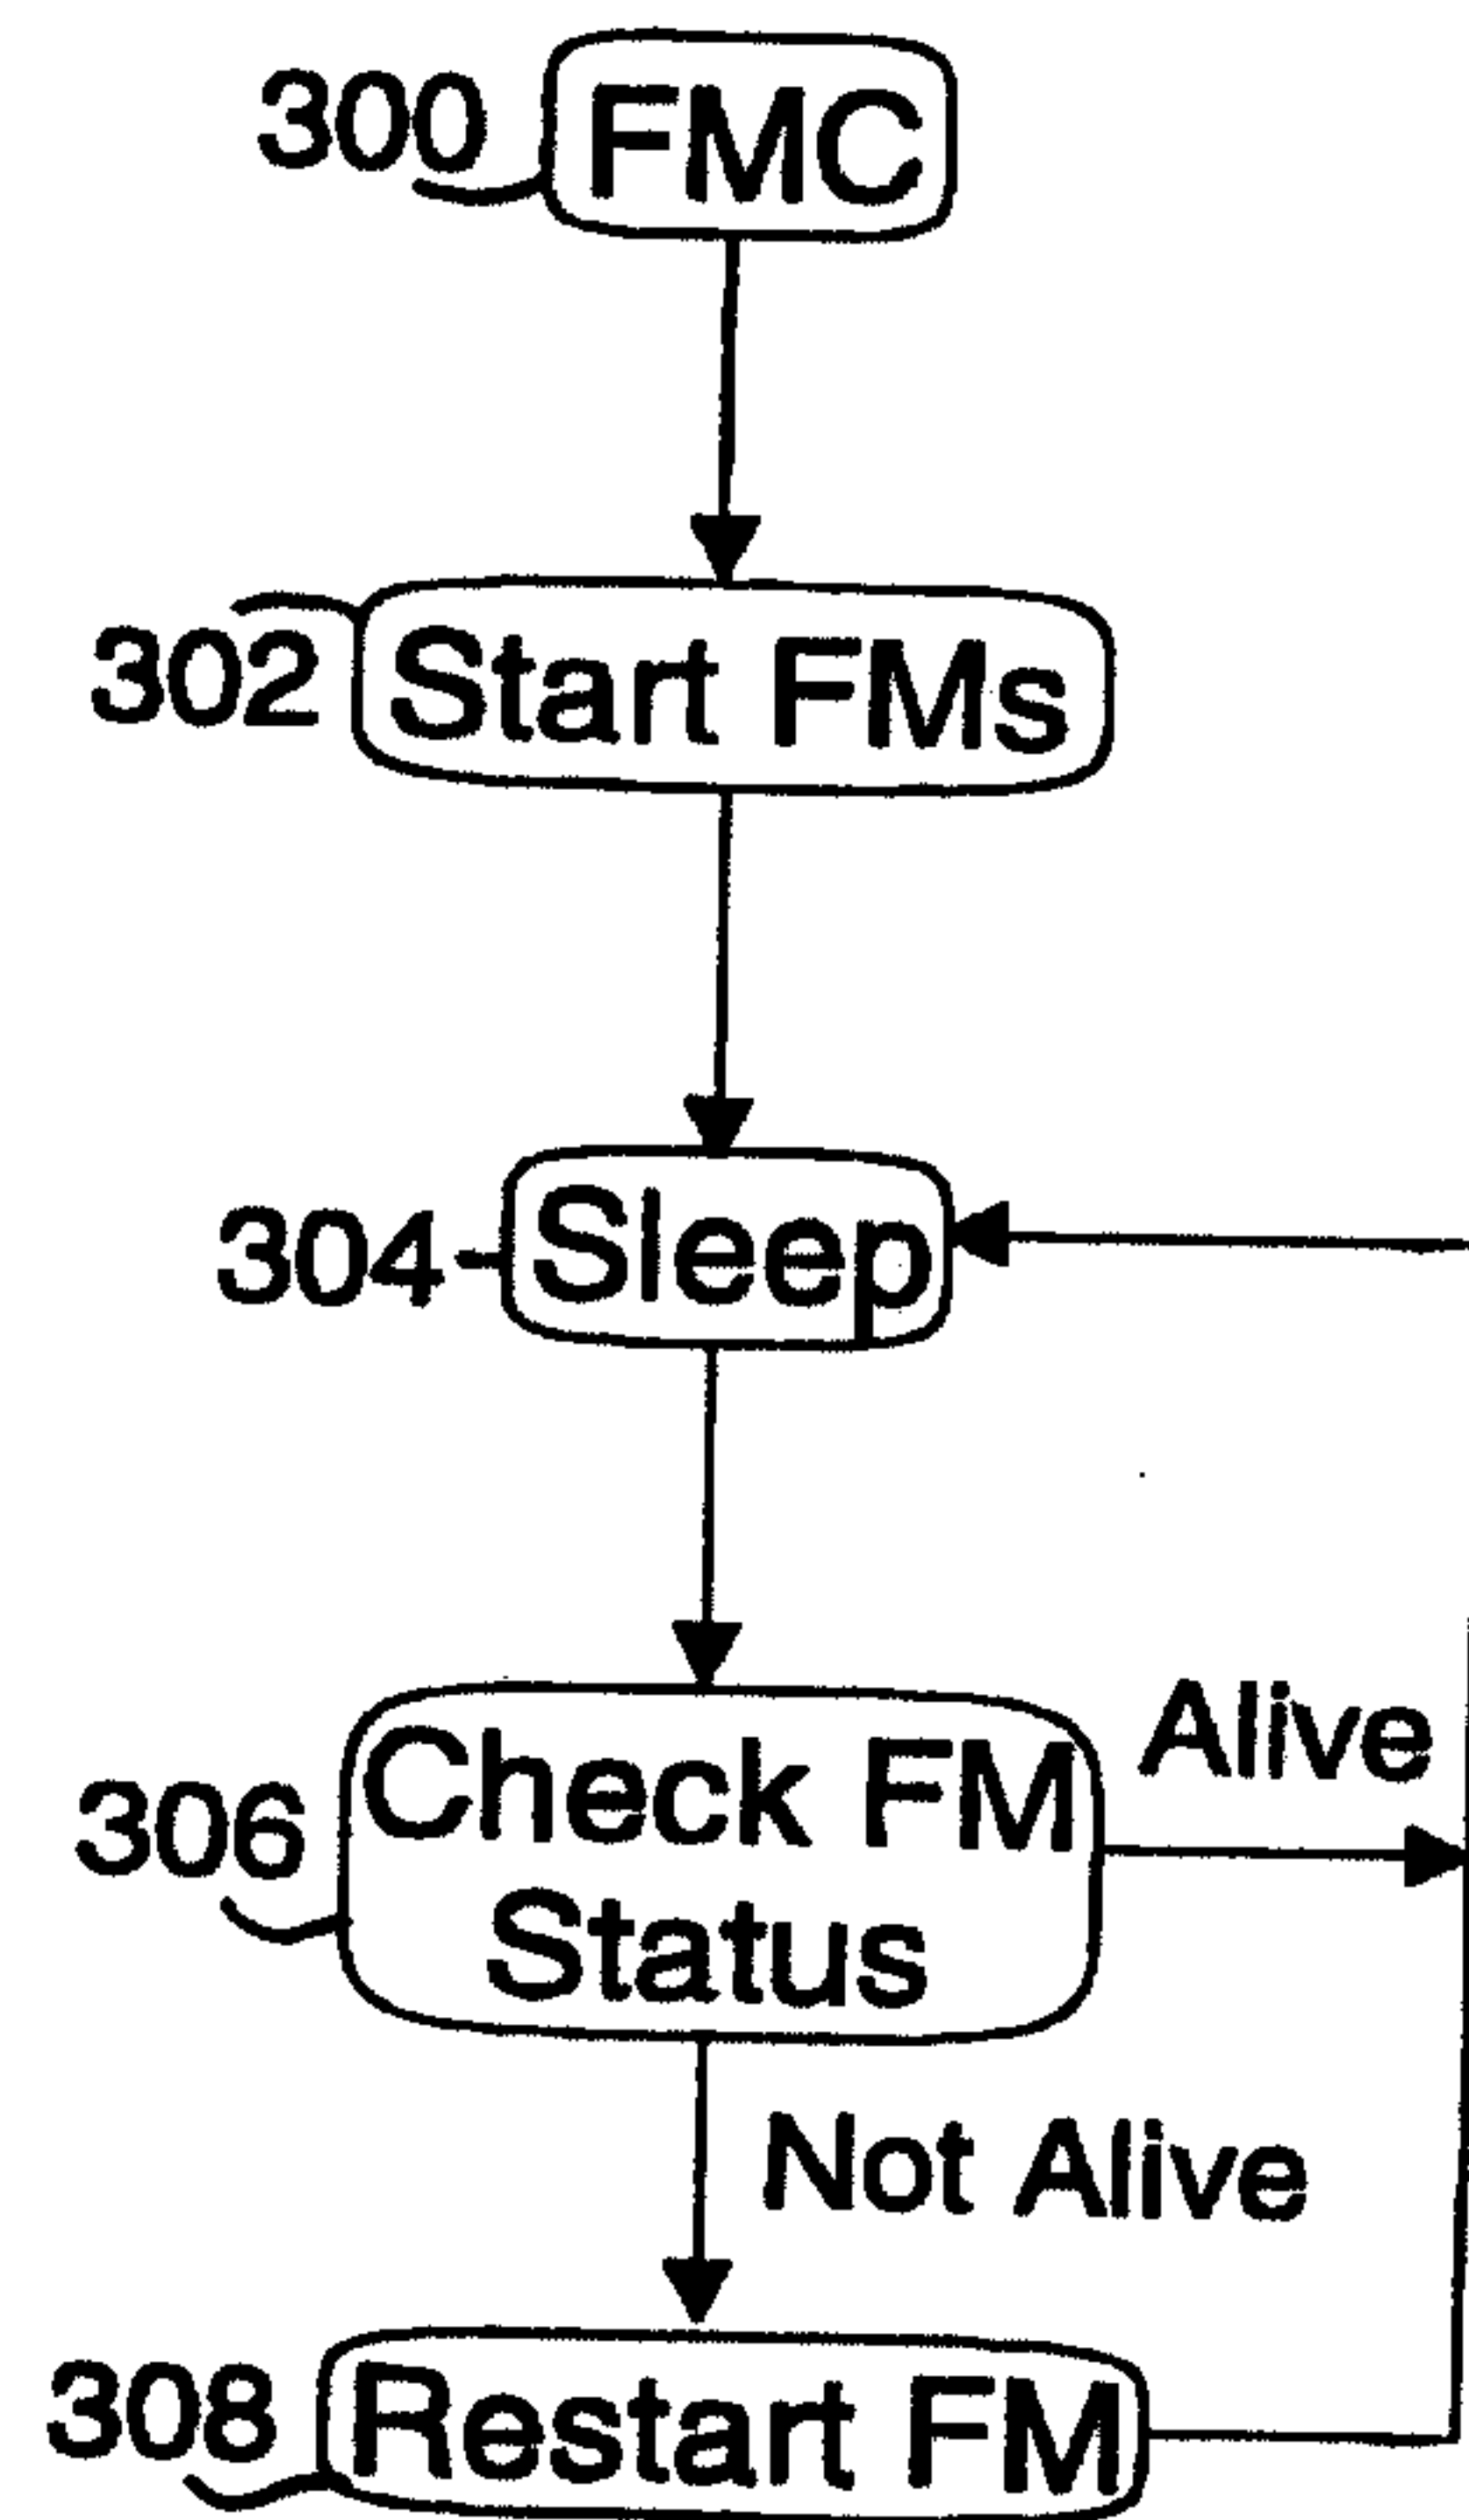 300 FMC
302 Start FMs
304 Sleep
306 Check FM
Status
Alive
Not Alive
308 Restart FM